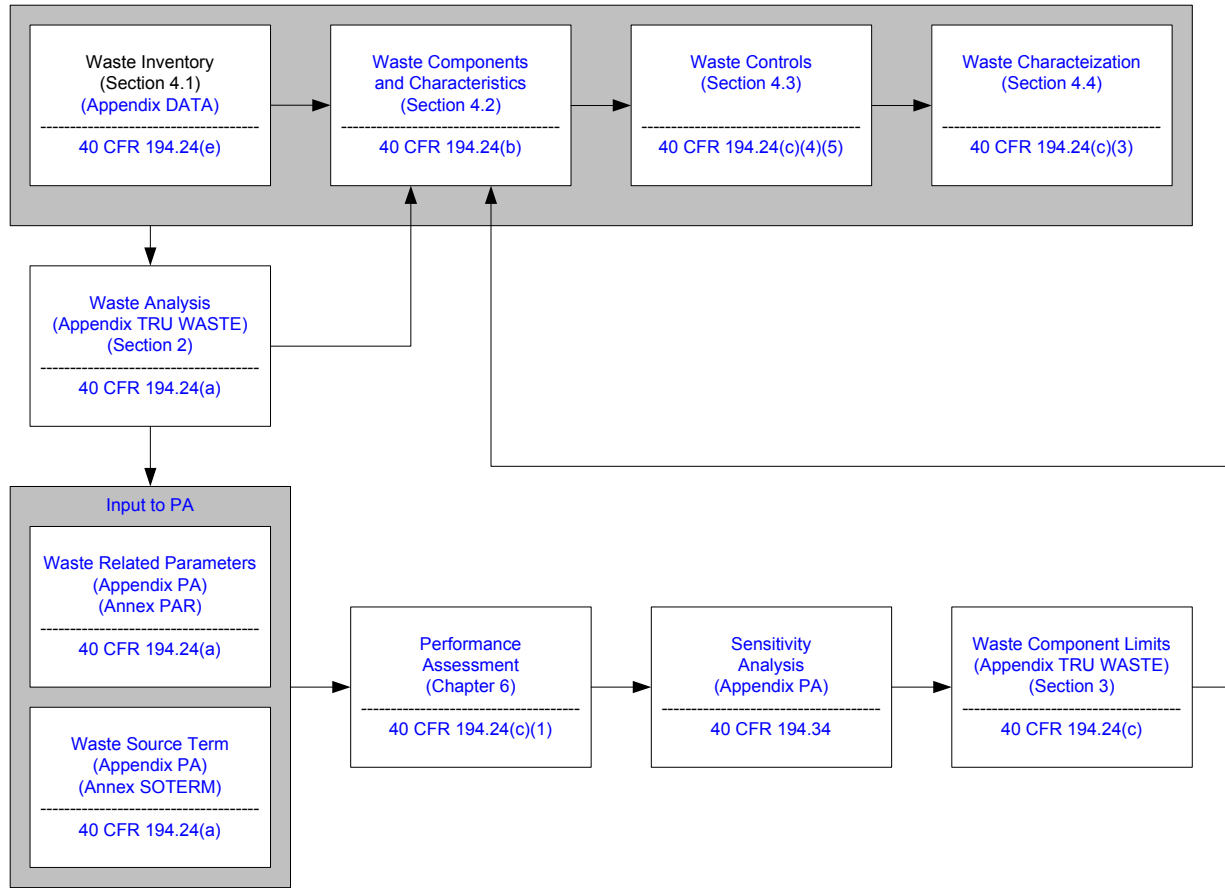 Waste Inventory
(Section 4.1)
(Appendix DATA)
40 CFR 194.24(e)
Waste Components
and Characteristics
(Section 4.2)
40 CFR 194.24(b)
Waste Controls
(Section 4.3)
40 CFR 194.24(c)(4)(5)
Waste Characteization
(Section 4.4)
40 CFR 194.24(c)(3)
Waste Analysis
(Appendix TRU WASTE)
(Section 2)
40 CFR 194.24(a)
Input to PA
Waste Related Parameters
(Appendix PA)
(Annex PAR)
40 CFR 194.24(a)
Waste Source Term
(Appendix PA)
(Annex SOTERM)
40 CFR 194.24(a)
Performance
Assessment
(Chapter 6)
40 CFR 194.24(c)(1)
Sensitivity
Analysis
(Appendix PA)
40 CFR 194.34
Waste Component Limits
(Appendix TRU WASTE)
(Section 3)
40 CFR 194.24(c)